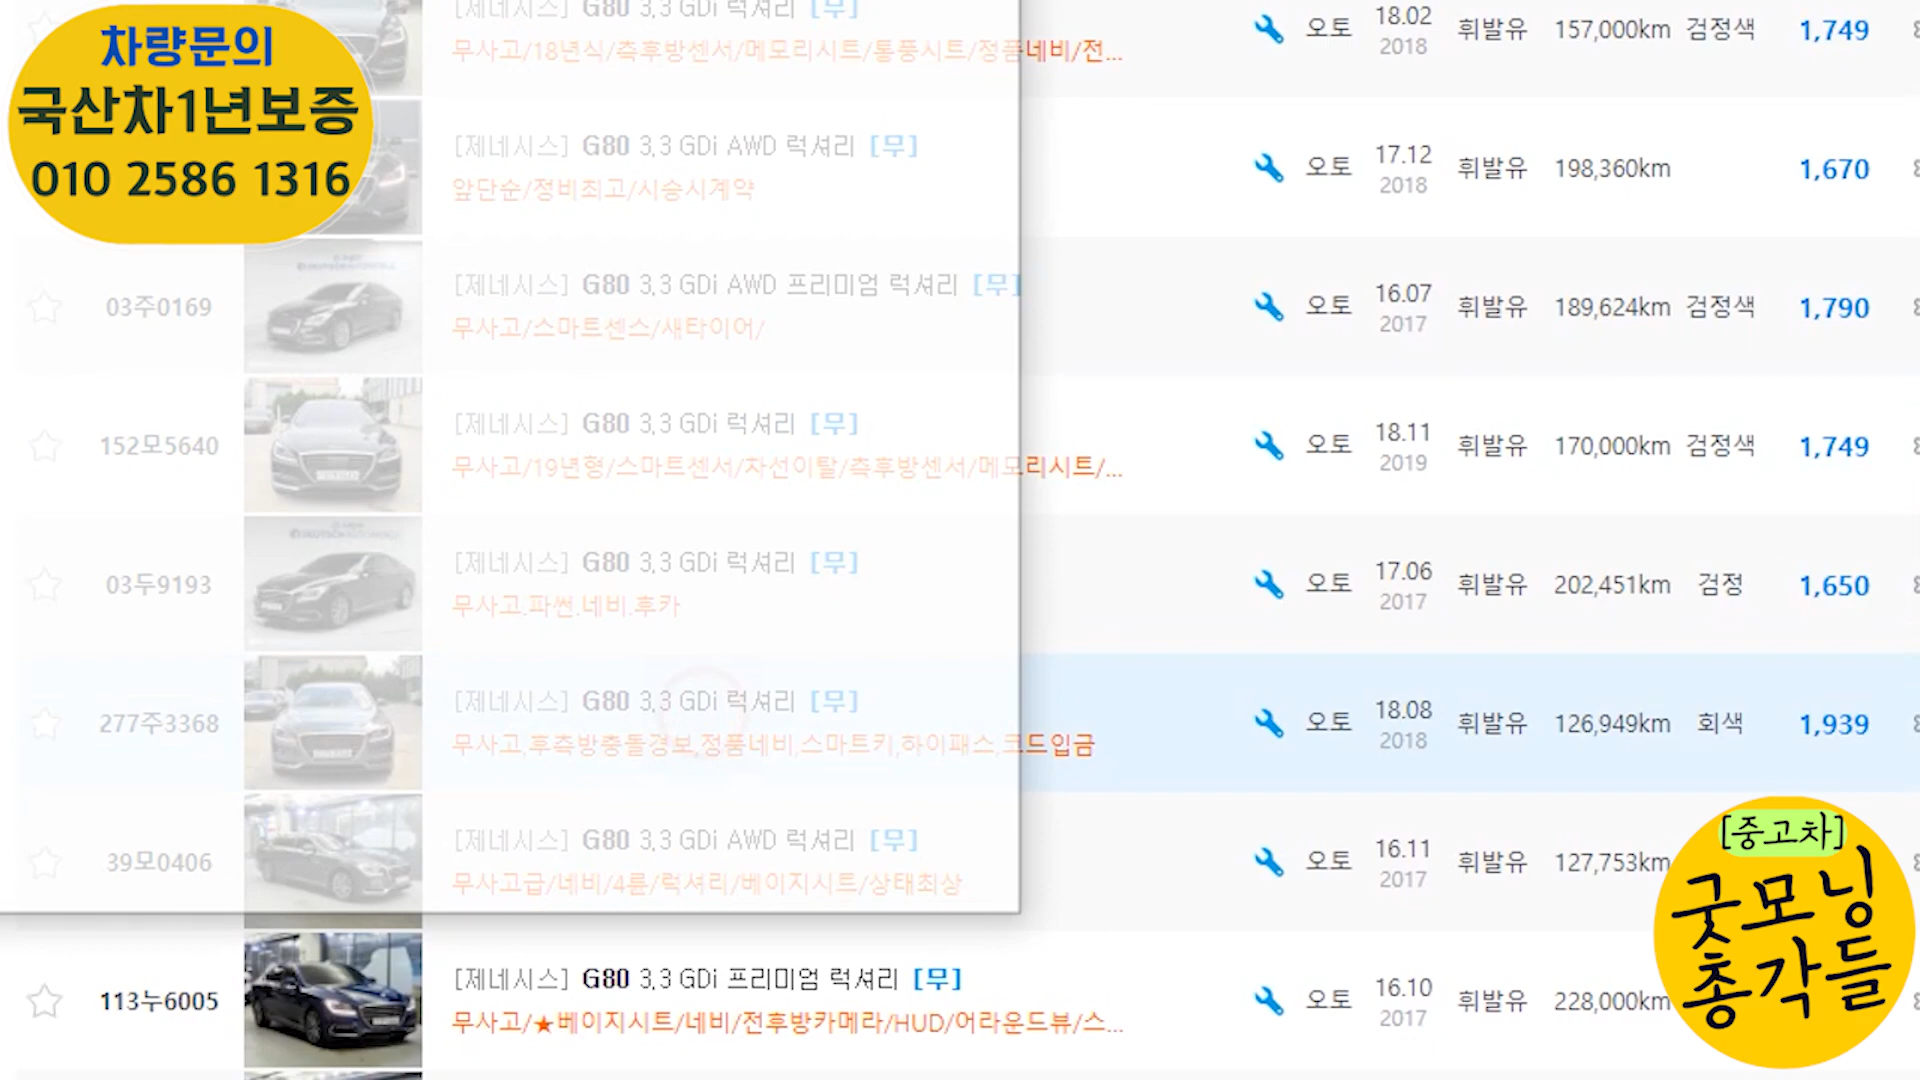 차량문의
국산차1년보증
010 2586 1316
[제네시스] G80 3,3 GDi 럭셔리 [무]
무사고/18년식/측후방센서/메모리시트/통풍시트/정품네비/전...
오토 18.02 2018 휘발유 157,000km 검정색 1,749
[제네시스] G80 3,3 GDi AWD 럭셔리 [무]
앞단순/정비최고/시승시계약
오토 17.12 2018 휘발유 198,360km 1,670
03주0169
[제네시스] G80 3,3 GDi AWD 프리미엄 럭셔리 [무]
무사고/스마트센스/새타이어/
오토 16.07 2017 휘발유 189,624km 검정색 1,790
152모5640
[제네시스] G80 3,3 GDi 럭셔리 [무]
무사고/19년형/스마트센서/차선이탈/측후방센서/메모리시트/...
오토 18.11 2019 휘발유 170,000km 검정색 1,749
03두9193
[제네시스] G80 3,3 GDi 럭셔리 [무]
무사고.파썬.네비.후카
오토 17.06 2017 휘발유 202,451km 검정 1,650
277주3368
[제네시스] G80 3,3 GDi 럭셔리 [무]
무사고,후측방충돌경보,정품네비,스마트키,하이패스,코드입금
오토 18.08 2018 휘발유 126,949km 회색 1,939
39모0406
[제네시스] G80 3,3 GDi AWD 럭셔리 [무]
무사고급/네비/4륜/럭셔리/베이지시트/상태최상
오토 16.11 2017 휘발유 127,753km
113누6005
[제네시스] G80 3,3 GDi 프리미엄 럭셔리 [무]
무사고/★베이지시트/네비/전후방카메라/HUD/어라운드뷰/스...
오토 16.10 2017 휘발유 228,000km
[중고차]
굿모닝
총각들